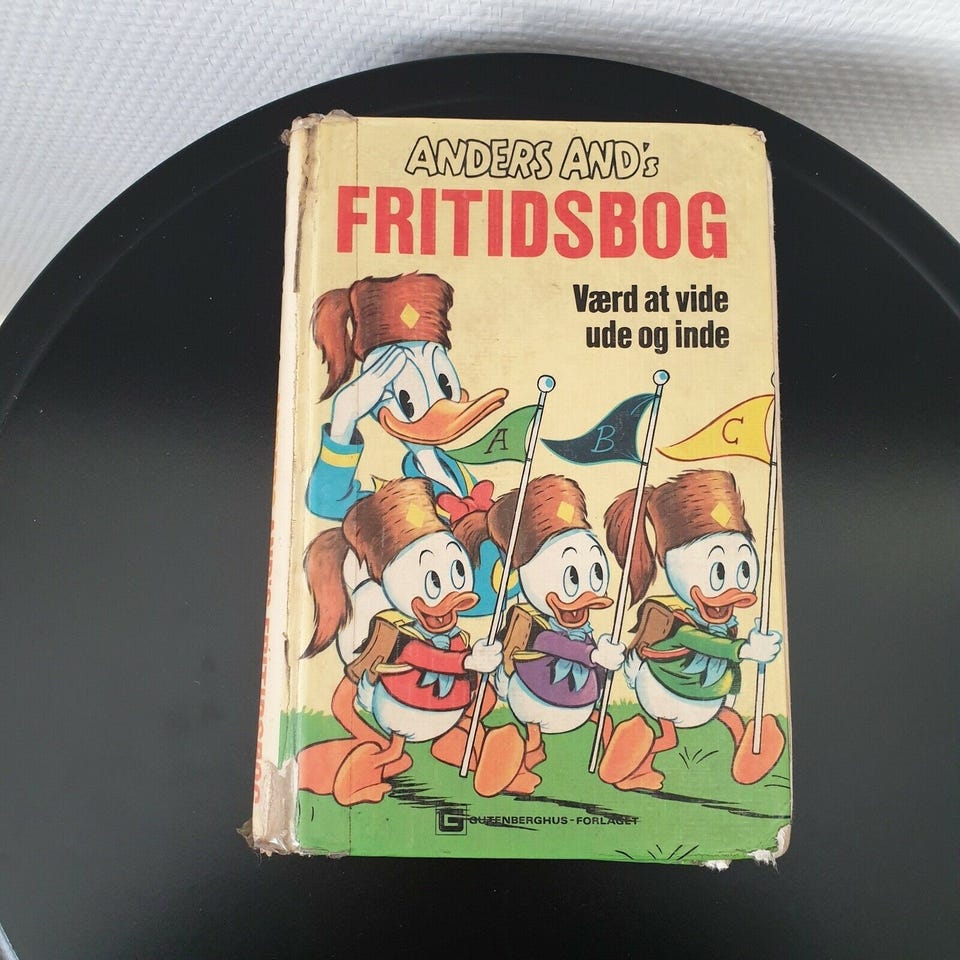 ANDERS AND's
FRITIDSBOG
Værd at vide
ude og inde
A
B
C
G GUTENBERGHUS-FORLAGET